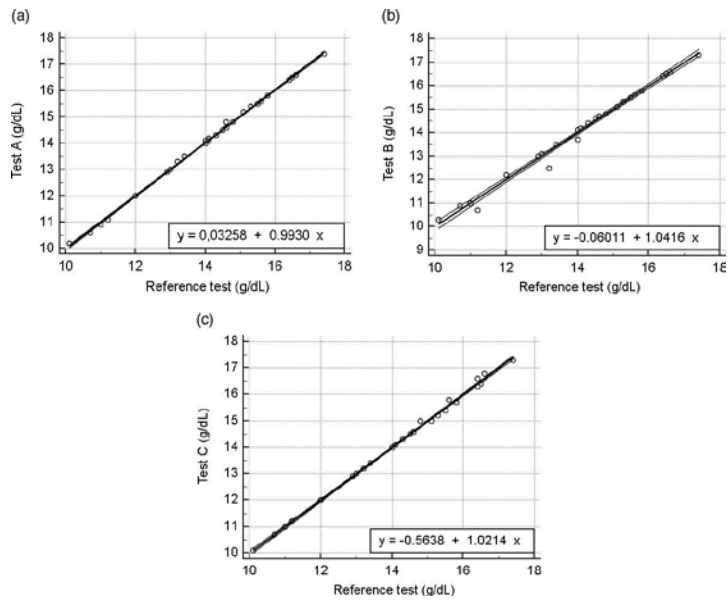 (a)
18
17
16
15
14
13
12
11
10
Test A (g/dL)
y = 0,03258 + 0.9930 x
10 12 14 16 18
Reference test (g/dL)
(b)
18
17
16
15
14
13
12
11
10
9
Test B (g/dL)
y = -0.06011 + 1.0416 x
10 12 14 16 18
Reference test (g/dL)
(c)
18
17
16
15
14
13
12
11
10
Test C (g/dL)
y = -0.5638 + 1.0214 x
10 12 14 16 18
Reference test (g/dL)